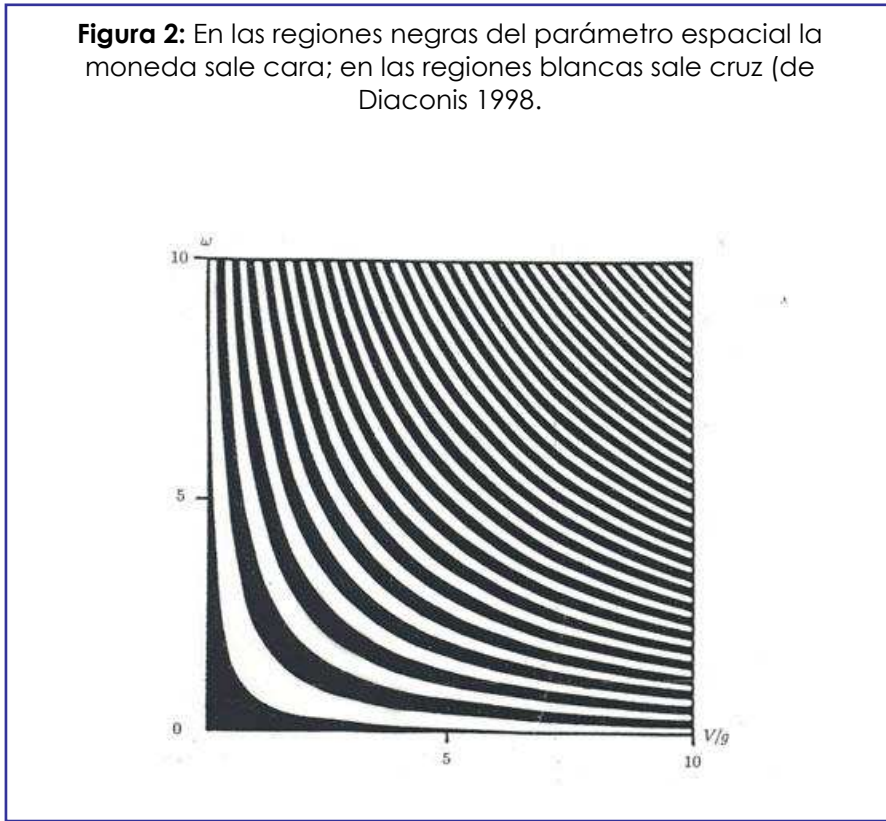 Figura 2: En las regiones negras del parámetro espacial la
moneda sale cara; en las regiones blancas sale cruz (de
Diaconis 1998.
ω
10
5
0
V/g
5
10